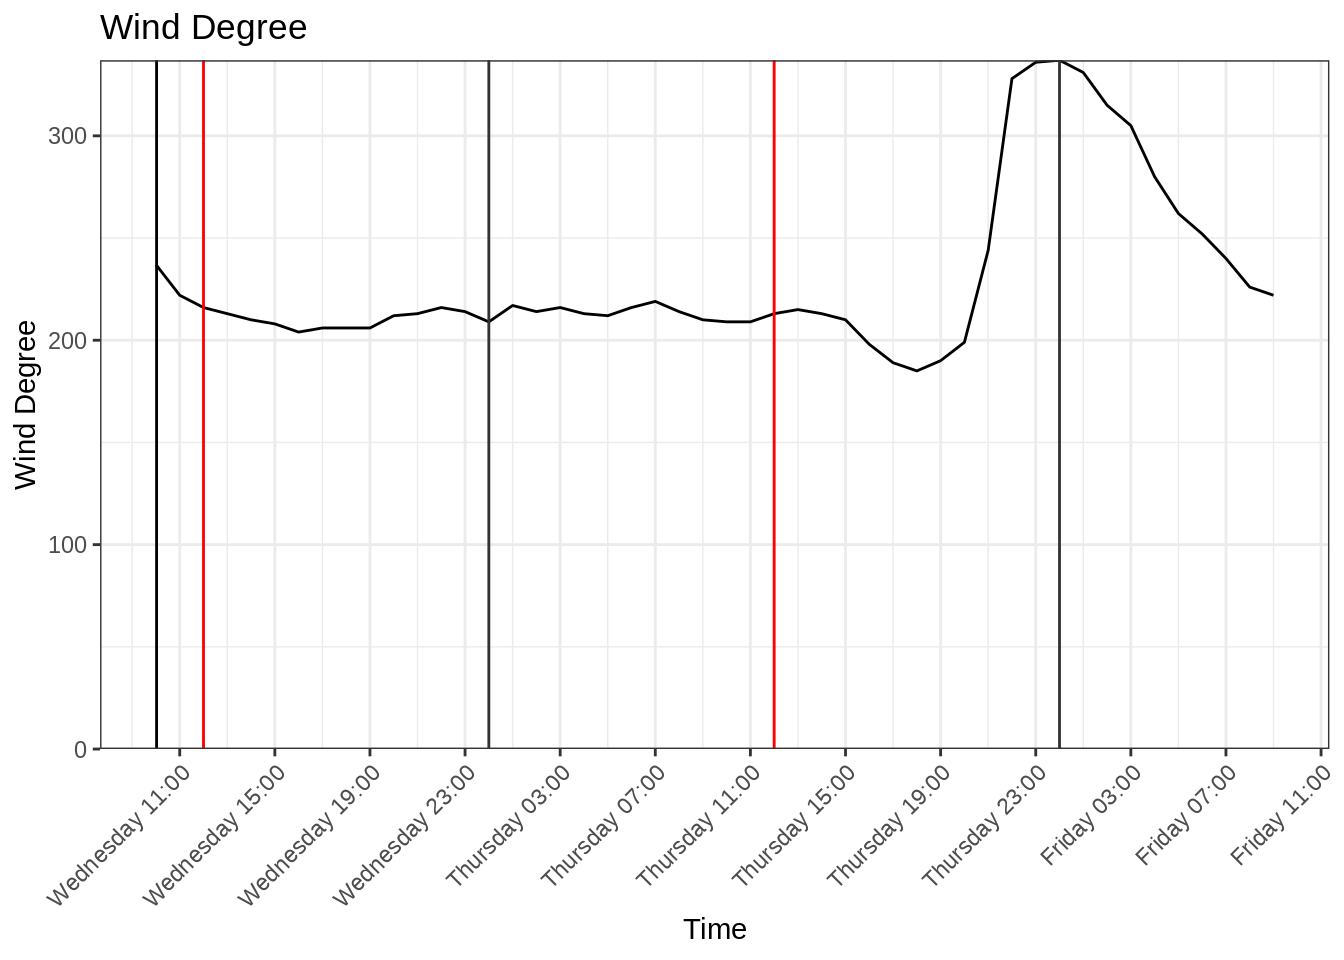 Wind Degree
Wind Degree
300
200
100
0
Wednesday 11:00
Wednesday 15:00
Wednesday 19:00
Wednesday 23:00
Thursday 03:00
Thursday 07:00
Thursday 11:00
Thursday 15:00
Thursday 19:00
Thursday 23:00
Friday 03:00
Friday 07:00
Friday 11:00
Time